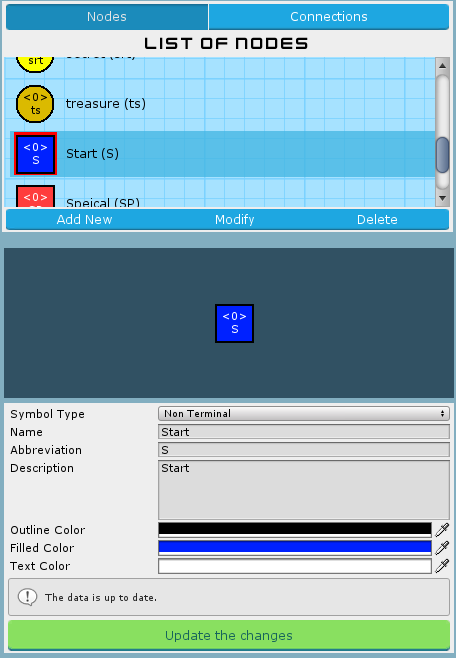 Nodes Connections
LIST OF NODES
srt
<0>
ts
treasure (ts)
<0>
S
Start (S)
<0>
Speical (SP)
Add New Modify Delete
<0>
S
Symbol Type Non Terminal
Name Start
Abbreviation S
Description Start
Outline Color
Filled Color
Text Color
The data is up to date.
Update the changes